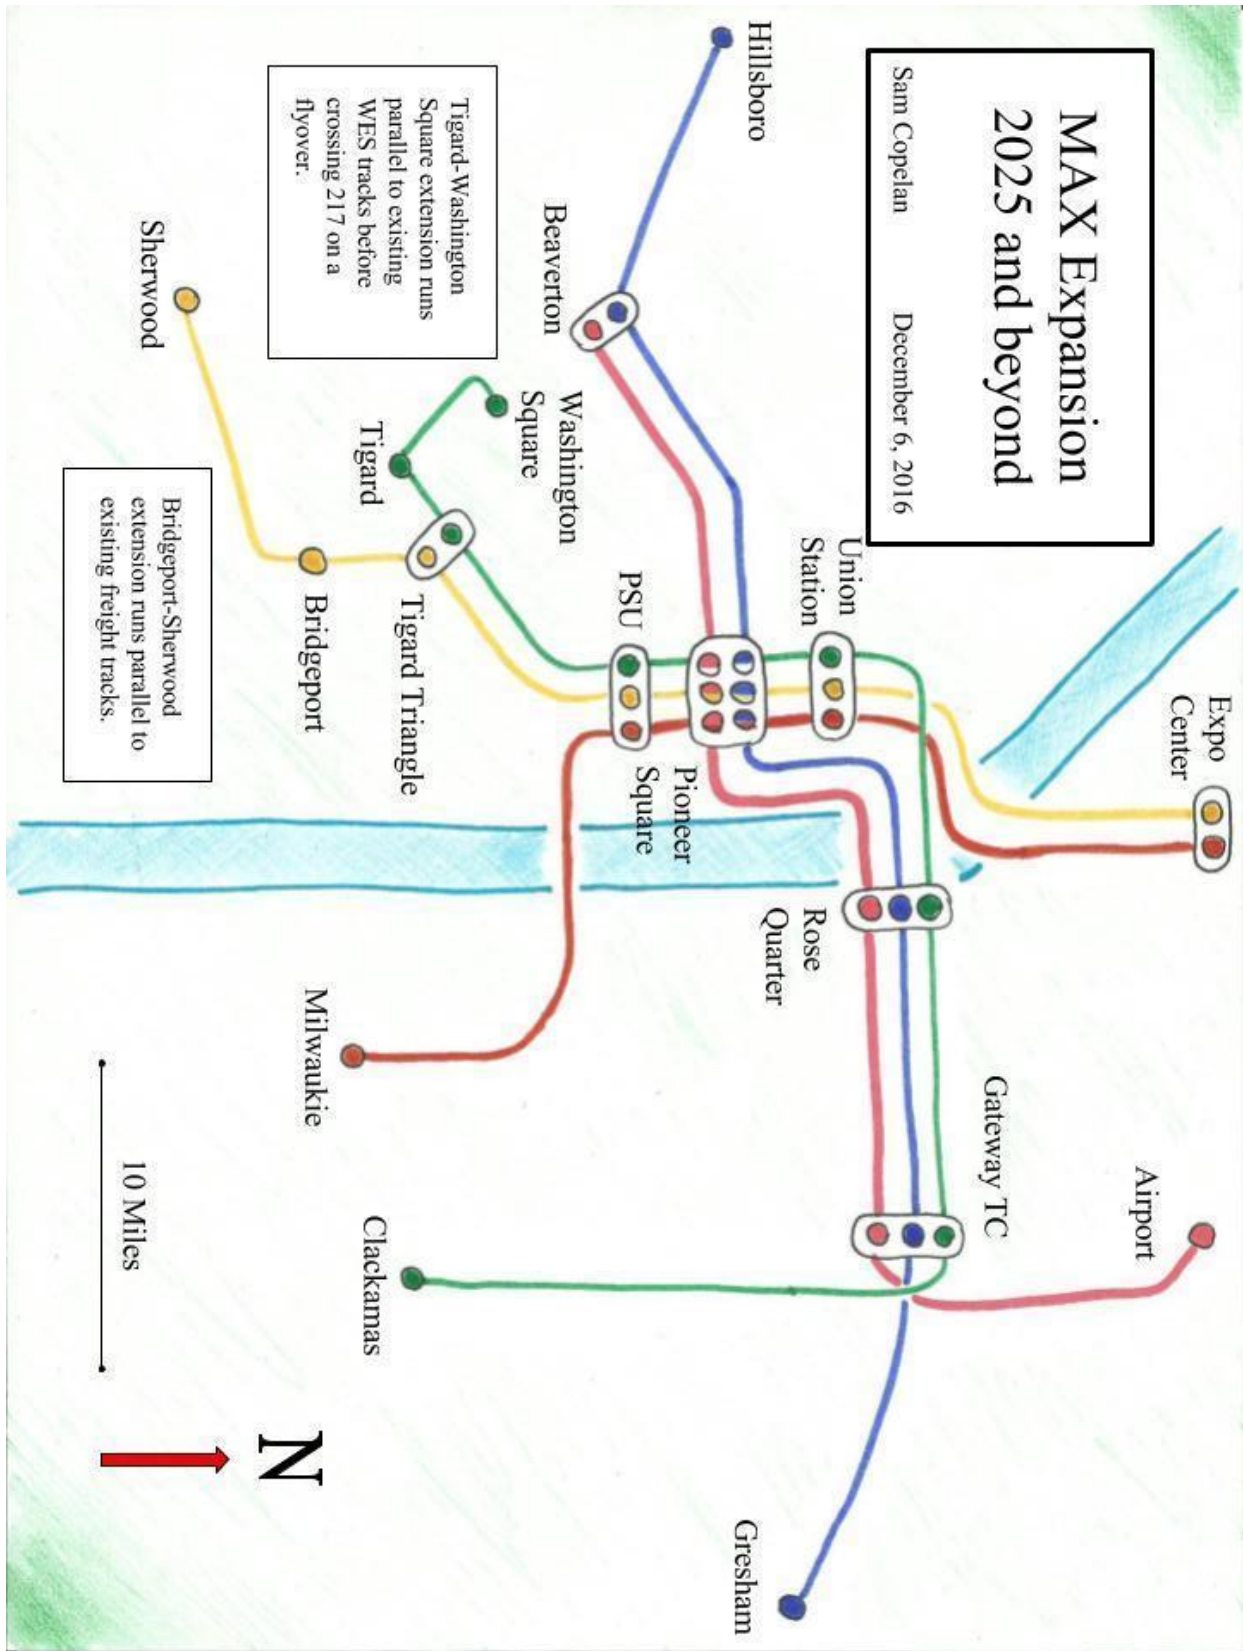 MAX Expansion
2025 and beyond
Sam Copelan
December 6, 2016
Expo
Center
Airport
Union
Station
Gateway TC
Hillsboro
Rose
Quarter
Gresham
Pioneer
Square
Beaverton
PSU
Washington
Square
Tigard-Washington
Square extension runs
parallel to existing
WES tracks before
crossing 217 on a
flyover.
Tigard
Tigard Triangle
Clackamas
Bridgeport
Milwaukie
Sherwood
Bridgeport-Sherwood
extension runs parallel to
existing freight tracks.
10 Miles
N